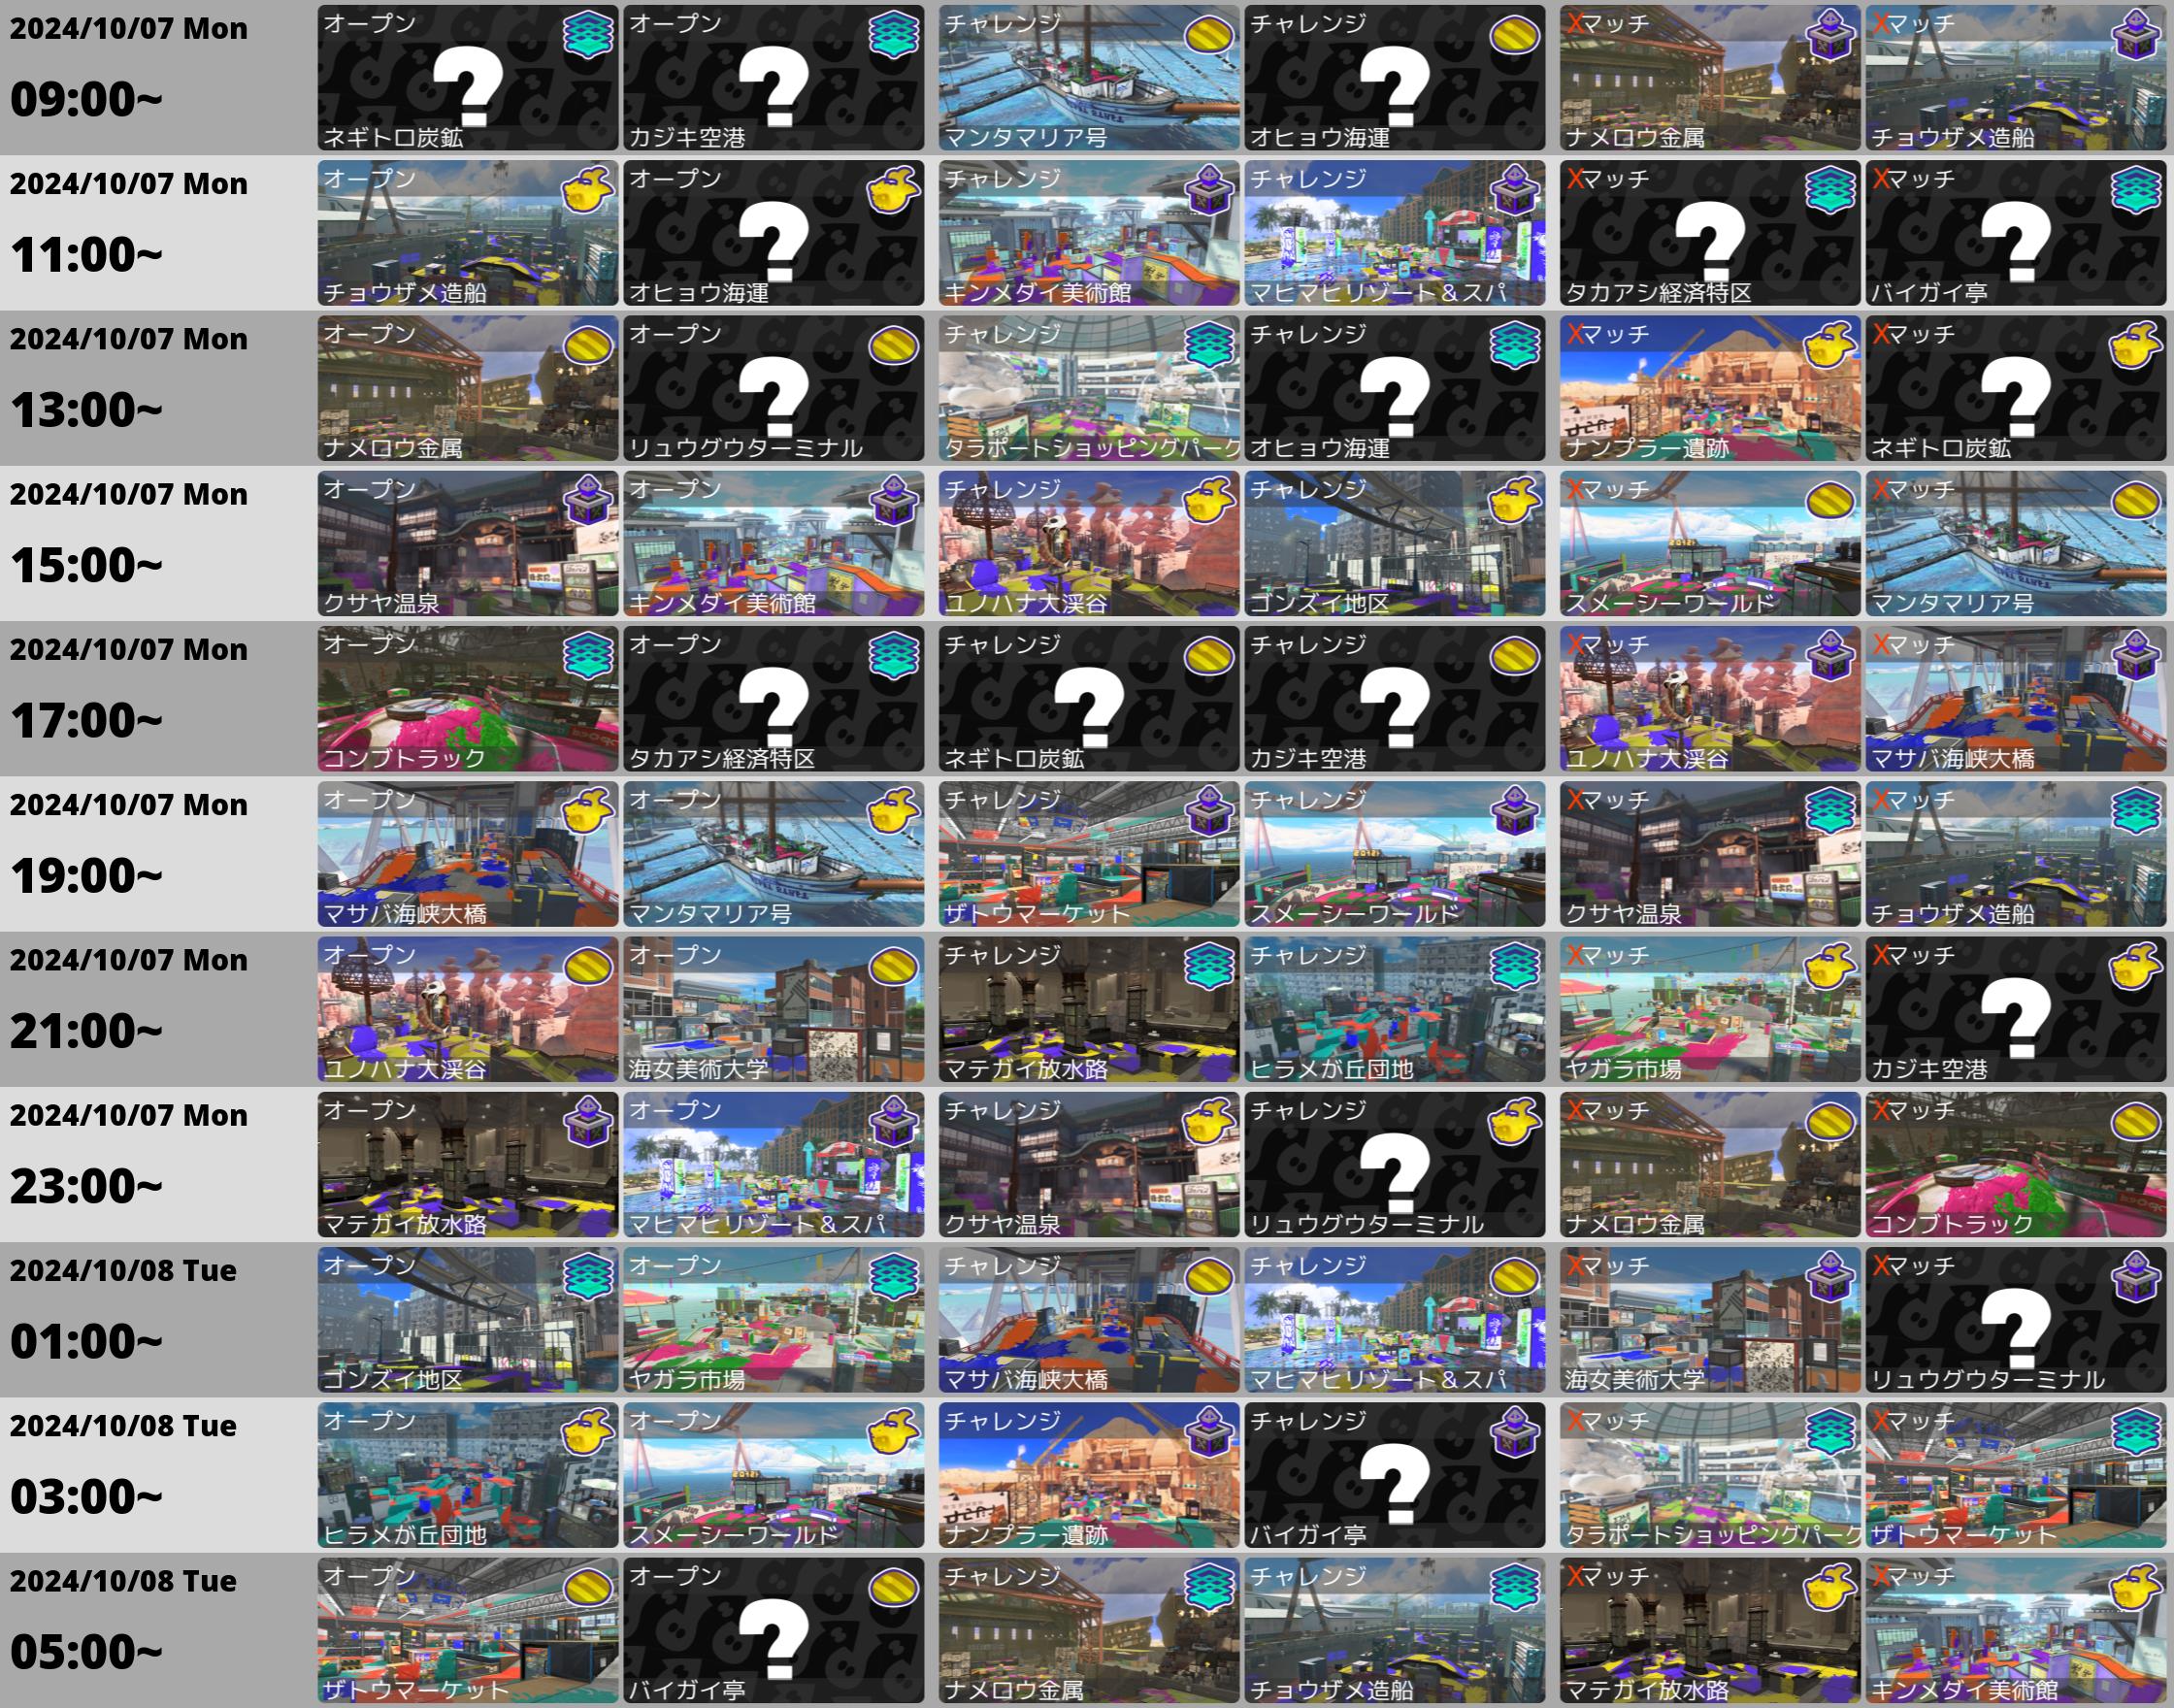 2024/10/07 Mon
09:00~
オープン
ネギトロ炭鉱
オープン
カジキ空港
チャレンジ
マンタマリア号
チャレンジ
オヒョウ海運
Xマッチ
ナメロウ金属
Xマッチ
チョウザメ造船
2024/10/07 Mon
11:00~
オープン
チョウザメ造船
オープン
オヒョウ海運
チャレンジ
キンメダイ美術館
チャレンジ
マヒマヒリゾート&スパ
Xマッチ
タカアシ経済特区
Xマッチ
バイガイ亭
2024/10/07 Mon
13:00~
オープン
ナメロウ金属
オープン
リュウグウターミナル
チャレンジ
タラポートショッピングパーク
チャレンジ
オヒョウ海運
Xマッチ
ナンプラー遺跡
Xマッチ
ネギトロ炭鉱
2024/10/07 Mon
15:00~
オープン
クサヤ温泉
オープン
キンメダイ美術館
チャレンジ
ユノハナ大渓谷
チャレンジ
ゴンズイ地区
Xマッチ
スメーシーワールド
Xマッチ
マンタマリア号
2024/10/07 Mon
17:00~
オープン
コンブトラック
オープン
タカアシ経済特区
チャレンジ
ネギトロ炭鉱
チャレンジ
カジキ空港
Xマッチ
ユノハナ大渓谷
Xマッチ
マサバ海峡大橋
2024/10/07 Mon
19:00~
オープン
マサバ海峡大橋
オープン
マンタマリア号
チャレンジ
ザトウマーケット
チャレンジ
スメーシーワールド
Xマッチ
クサヤ温泉
Xマッチ
チョウザメ造船
2024/10/07 Mon
21:00~
オープン
ユノハナ大渓谷
オープン
海女美術大学
チャレンジ
マテガイ放水路
チャレンジ
ヒラメが丘団地
Xマッチ
ヤガラ市場
Xマッチ
カジキ空港
2024/10/07 Mon
23:00~
オープン
マテガイ放水路
オープン
マヒマヒリゾート&スパ
チャレンジ
クサヤ温泉
チャレンジ
リュウグウターミナル
Xマッチ
ナメロウ金属
Xマッチ
コンブトラック
2024/10/08 Tue
01:00~
オープン
ゴンズイ地区
オープン
ヤガラ市場
チャレンジ
マサバ海峡大橋
チャレンジ
マヒマヒリゾート&スパ
Xマッチ
海女美術大学
Xマッチ
リュウグウターミナル
2024/10/08 Tue
03:00~
オープン
ヒラメが丘団地
オープン
スメーシーワールド
チャレンジ
ナンプラー遺跡
チャレンジ
バイガイ亭
Xマッチ
タラポートショッピングパーク
Xマッチ
ザトウマーケット
2024/10/08 Tue
05:00~
オープン
ザトウマーケット
オープン
バイガイ亭
チャレンジ
ナメロウ金属
チャレンジ
チョウザメ造船
Xマッチ
マテガイ放水路
Xマッチ
キンメダイ美術館